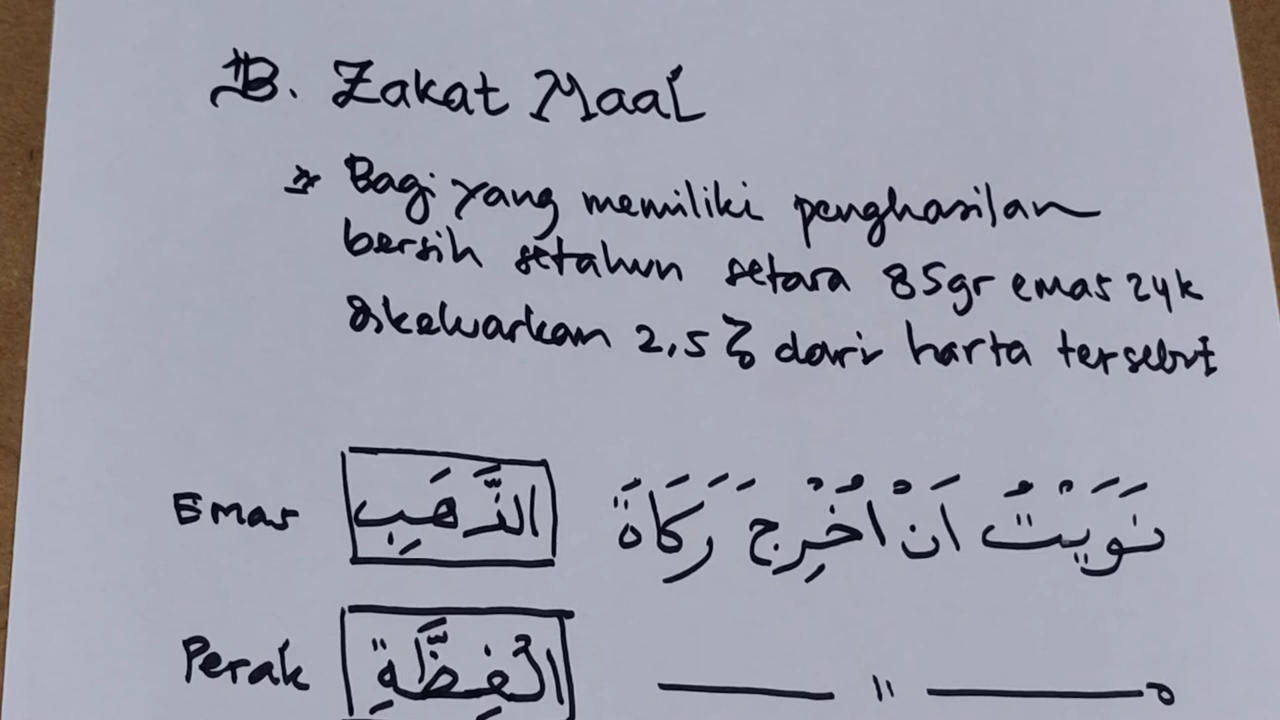 B. Zakat Maal
* Bagi yang memiliki penghasilan
bersih setahun setara 85gr emas 24k
dikeluarkan 2,5% dari harta tersebut
Emas الذَّهَبِ نَوَيْتُ اَنْ اُخْرِجَ زَكَاةَ
Perak الْفِظَّةِ —— " ——